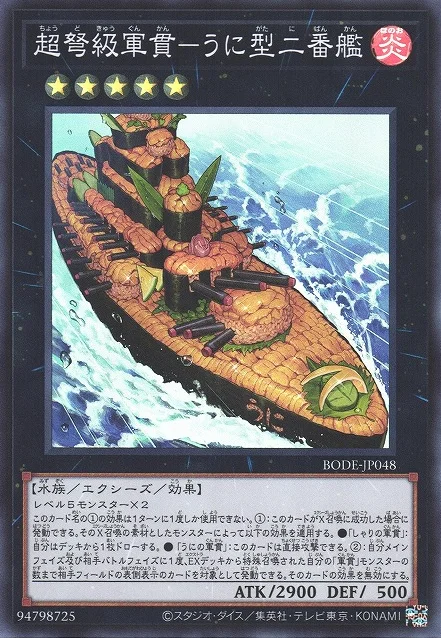 超弩級軍貫－うに型二番艦
炎
うに
BODE-JP048
【水族／エクシーズ／効果】
レベル５モンスター×２
このカード名の①の効果は１ターンに１度しか使用できない。①：このカードがX召喚に成功した場合に
発動できる。そのX召喚の素材としたモンスターによって以下の効果を適用する。●「しゃりの軍貫」：
自分はデッキから１枚ドローする。●「うにの軍貫」：このカードは直接攻撃できる。②：自分メイン
フェイズ及び相手バトルフェイズに１度、EXデッキから特殊召喚された自分の「軍貫」モンスターの
数まで相手フィールドの表側表示のカードを対象として発動できる。そのカードの効果を無効にする。
ATK/2900 DEF/ 500
94798725
©スタジオ・ダイス／集英社・テレビ東京・KONAMI